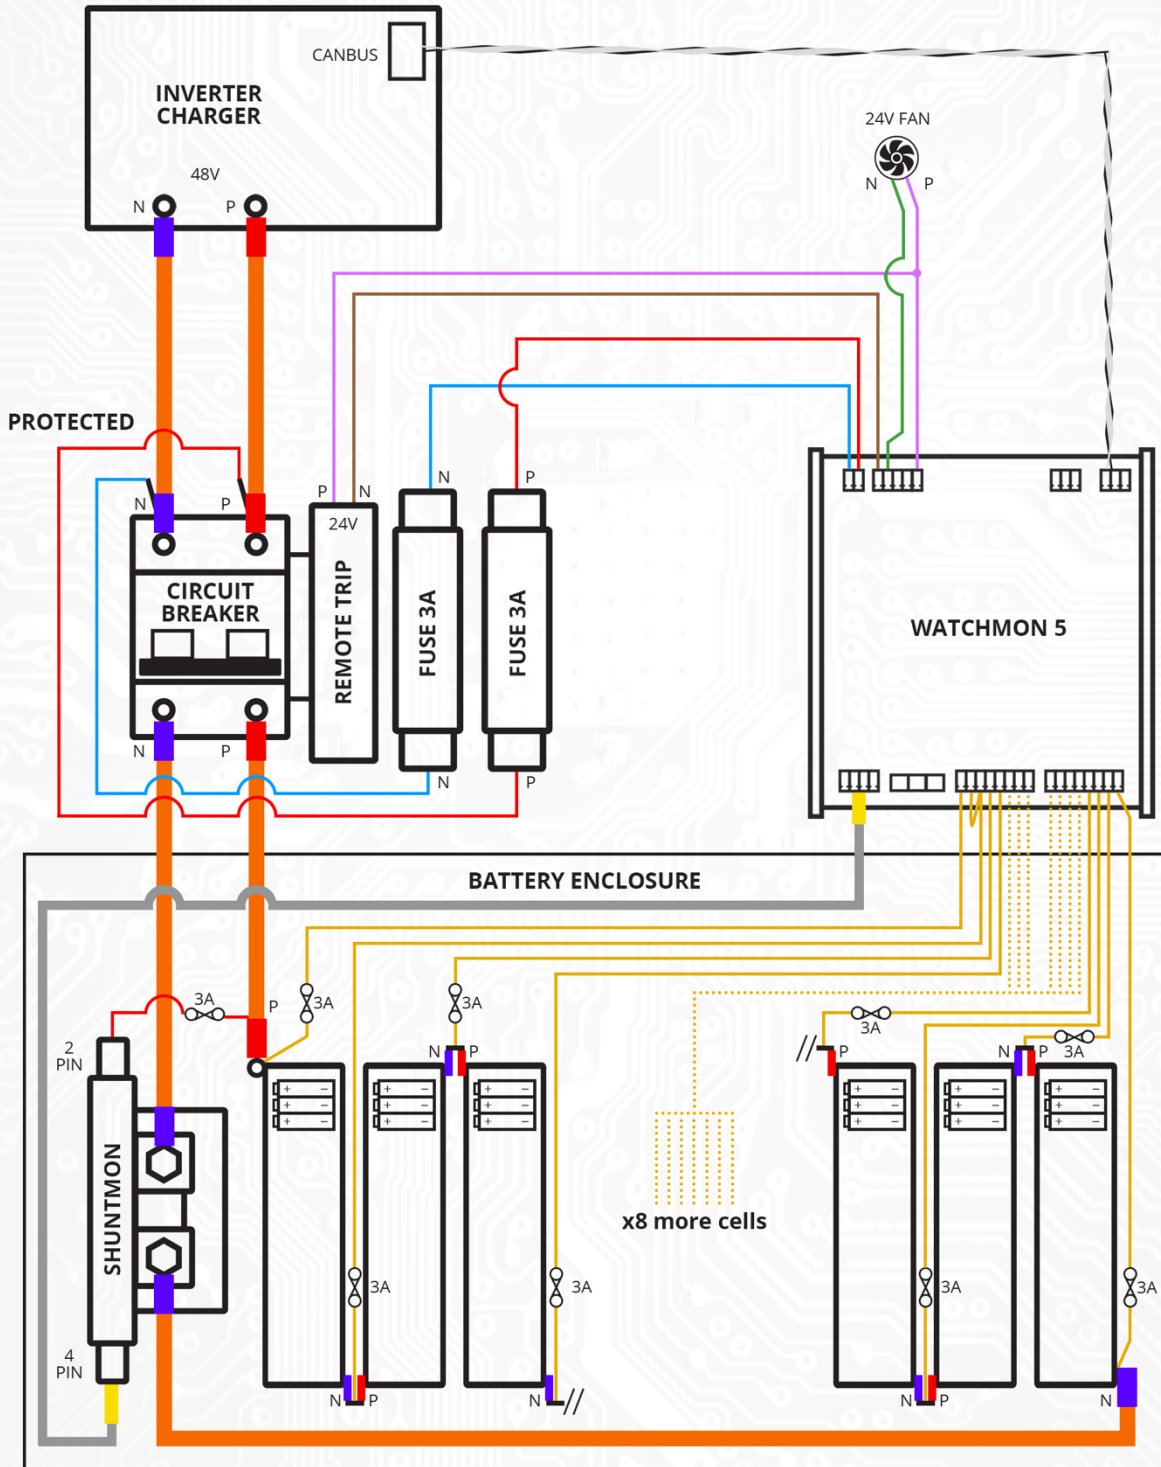 CANBUS
INVERTER
CHARGER
48V
N P
24V FAN
N P
PROTECTED
N P
P N
N P
24V
CIRCUIT
BREAKER
REMOTE TRIP
FUSE 3A
FUSE 3A
WATCHMON 5
N P
N P
BATTERY ENCLOSURE
3A
P
3A
3A
3A
2
PIN
N P
P
N P
3A
+ − + − + − + − + − + −
+ − + − + − + − + − + −
+ − + − + − + − + − + −
SHUNTMON
x8 more cells
3A
3A
3A
3A
4
PIN
N P
N
N P
N